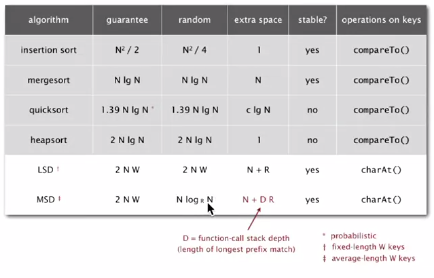 algorithm guarantee random extra space stable? operations on keys
insertion sort N² / 2 N² / 4 1 yes compareTo()
mergesort N lg N N lg N N yes compareTo()
quicksort 1.39 N lg N * 1.39 N lg N c lg N no compareTo()
heapsort 2 N lg N 2 N lg N 1 no compareTo()
LSD † 2 N W 2 N W N + R yes charAt()
MSD ‡ 2 N W N log R N N + D R yes charAt()
D = function-call stack depth
(length of longest prefix match)
* probabilistic
† fixed-length W keys
‡ average-length W keys